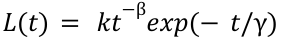 L(t) = kt^{-β}exp(− t/γ)